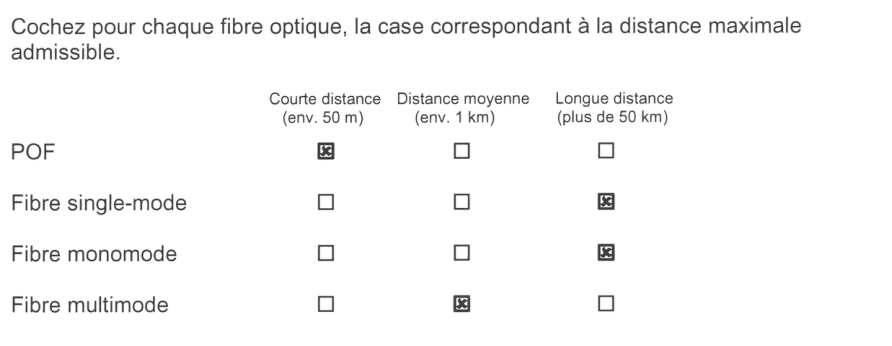 Cochez pour chaque fibre optique, la case correspondant à la distance maximale
admissible.
Courte distance Distance moyenne Longue distance
(env. 50 m) (env. 1 km) (plus de 50 km)
POF ☒ ☐ ☐
Fibre single-mode ☐ ☐ ☒
Fibre monomode ☐ ☐ ☒
Fibre multimode ☐ ☒ ☐